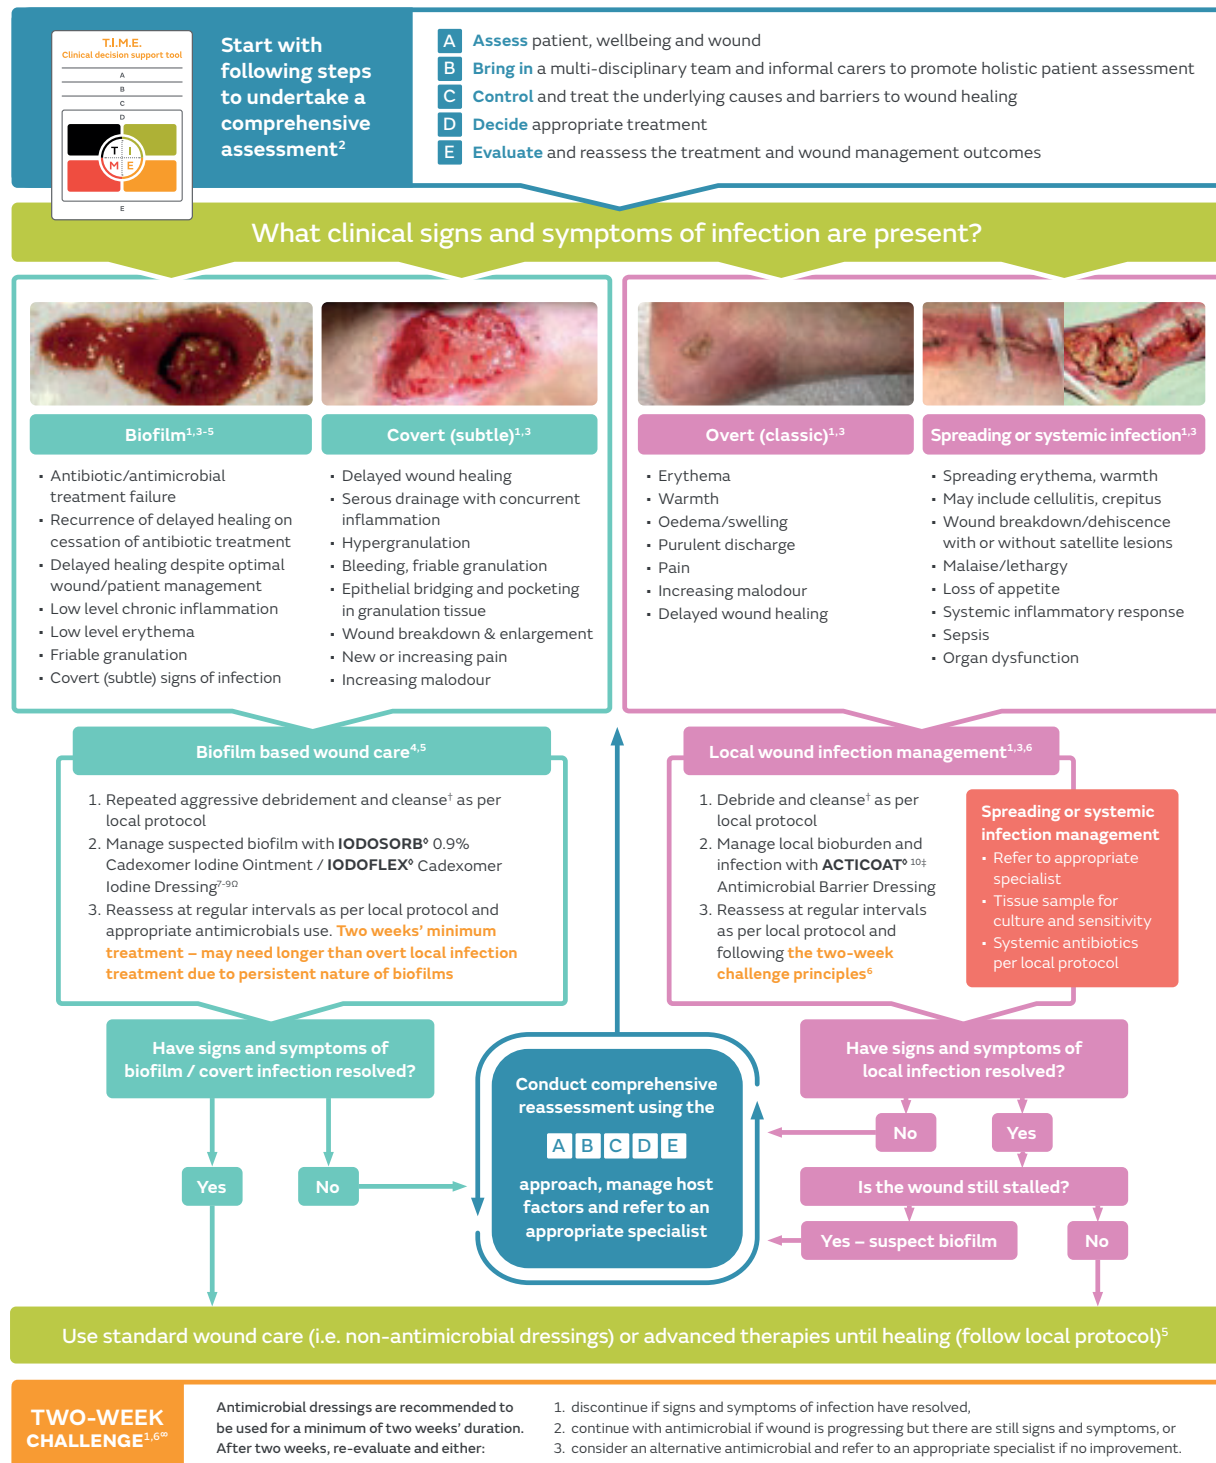 T.I.M.E.
Clinical decision support tool
A
B
C
D
T I
M E
E
Start with
following steps
to undertake a
comprehensive
assessment2
A Assess patient, wellbeing and wound
B Bring in a multi-disciplinary team and informal carers to promote holistic patient assessment
C Control and treat the underlying causes and barriers to wound healing
D Decide appropriate treatment
E Evaluate and reassess the treatment and wound management outcomes
What clinical signs and symptoms of infection are present?
Biofilm1,3-5
• Antibiotic/antimicrobial
treatment failure
• Recurrence of delayed healing on
cessation of antibiotic treatment
• Delayed healing despite optimal
wound/patient management
• Low level chronic inflammation
• Low level erythema
• Friable granulation
• Covert (subtle) signs of infection
Covert (subtle)1,3
• Delayed wound healing
• Serous drainage with concurrent
inflammation
• Hypergranulation
• Bleeding, friable granulation
• Epithelial bridging and pocketing
in granulation tissue
• Wound breakdown & enlargement
• New or increasing pain
• Increasing malodour
Overt (classic)1,3
• Erythema
• Warmth
• Oedema/swelling
• Purulent discharge
• Pain
• Increasing malodour
• Delayed wound healing
Spreading or systemic infection1,3
• Spreading erythema, warmth
• May include cellulitis, crepitus
• Wound breakdown/dehiscence
with or without satellite lesions
• Malaise/lethargy
• Loss of appetite
• Systemic inflammatory response
• Sepsis
• Organ dysfunction
Biofilm based wound care4,5
1. Repeated aggressive debridement and cleanse† as per
local protocol
2. Manage suspected biofilm with IODOSORB◊ 0.9%
Cadexomer Iodine Ointment / IODOFLEX◊ Cadexomer
Iodine Dressing7-9Ω
3. Reassess at regular intervals as per local protocol and
appropriate antimicrobials use. Two weeks' minimum
treatment – may need longer than overt local infection
treatment due to persistent nature of biofilms
Local wound infection management1,3,6
1. Debride and cleanse† as per
local protocol
2. Manage local bioburden and
infection with ACTICOAT◊ 10‡
Antimicrobial Barrier Dressing
3. Reassess at regular intervals
as per local protocol and
following the two-week
challenge principles6
Spreading or systemic
infection management
• Refer to appropriate
specialist
• Tissue sample for
culture and sensitivity
• Systemic antibiotics
per local protocol
Have signs and symptoms of
biofilm / covert infection resolved?
Yes
No
Conduct comprehensive
reassessment using the
A B C D E
approach, manage host
factors and refer to an
appropriate specialist
Have signs and symptoms of
local infection resolved?
No
Yes
Is the wound still stalled?
Yes – suspect biofilm
No
Use standard wound care (i.e. non-antimicrobial dressings) or advanced therapies until healing (follow local protocol)5
TWO-WEEK
CHALLENGE1,6∞
Antimicrobial dressings are recommended to
be used for a minimum of two weeks' duration.
After two weeks, re-evaluate and either:
1. discontinue if signs and symptoms of infection have resolved,
2. continue with antimicrobial if wound is progressing but there are still signs and symptoms, or
3. consider an alternative antimicrobial and refer to an appropriate specialist if no improvement.